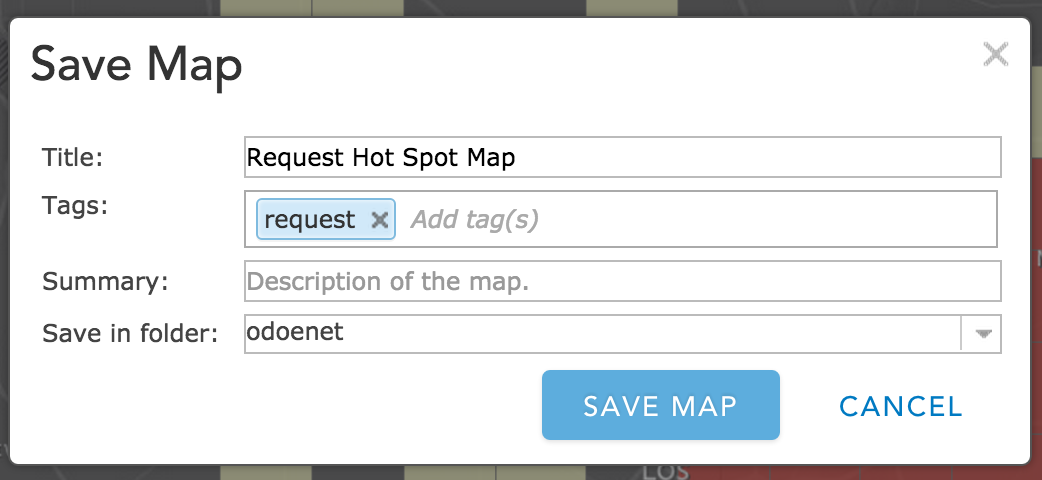 Save Map
Title: Request Hot Spot Map
Tags: request Add tag(s)
Summary: Description of the map.
Save in folder: odoenet
SAVE MAP CANCEL
LOS